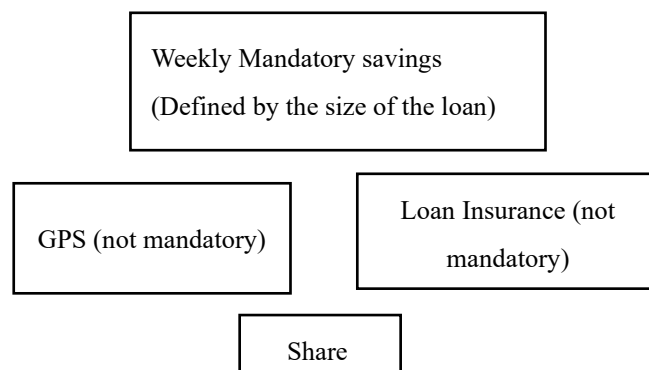 Weekly Mandatory savings
(Defined by the size of the loan)
GPS (not mandatory)
Loan Insurance (not
mandatory)
Share